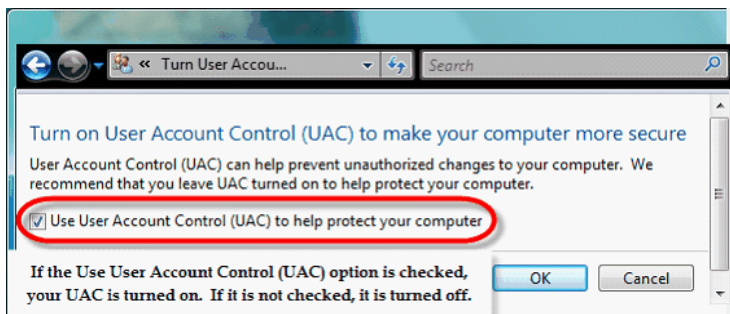 « Turn User Accou...
Search
Turn on User Account Control (UAC) to make your computer more secure
User Account Control (UAC) can help prevent unauthorized changes to your computer. We
recommend that you leave UAC turned on to help protect your computer.
Use User Account Control (UAC) to help protect your computer
If the Use User Account Control (UAC) option is checked,
your UAC is turned on. If it is not checked, it is turned off.
OK
Cancel